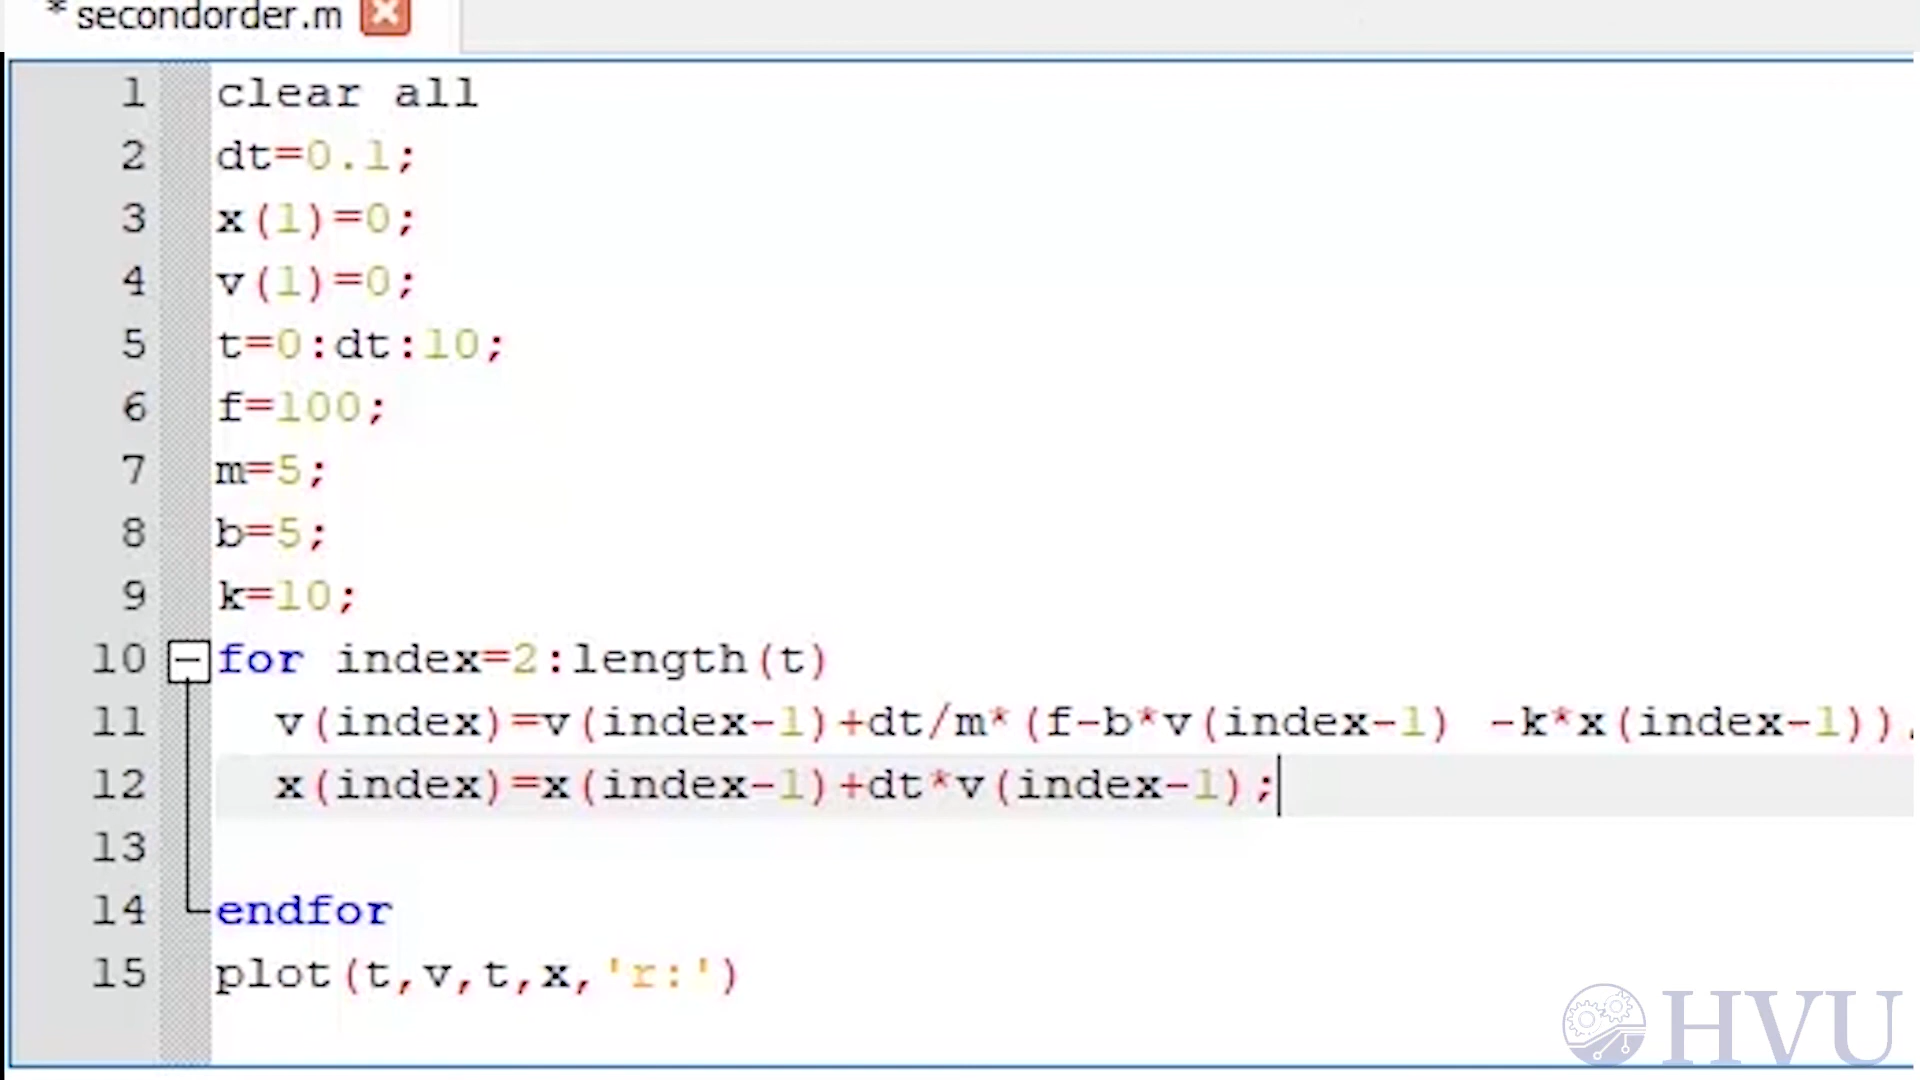 * secondorder.m
1 clear all
2 dt=0.1;
3 x(1)=0;
4 v(1)=0;
5 t=0:dt:10;
6 f=100;
7 m=5;
8 b=5;
9 k=10;
10 for index=2:length(t)
11 v(index)=v(index-1)+dt/m*(f-b*v(index-1) -k*x(index-1));
12 x(index)=x(index-1)+dt*v(index-1);
13
14 endfor
15 plot(t,v,t,x,'r:')
HVU